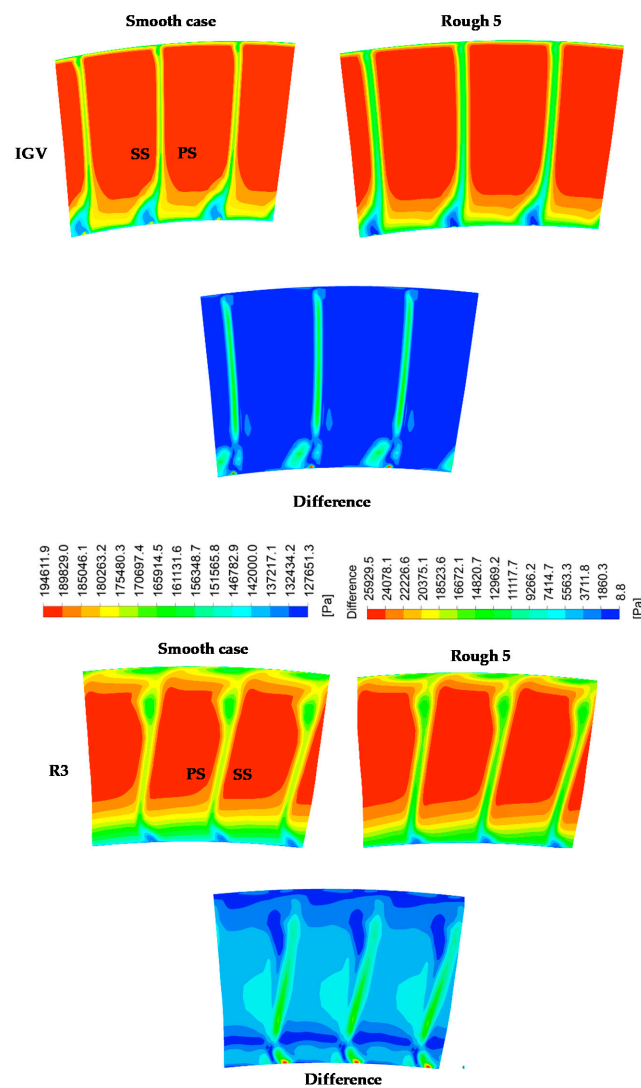 Smooth case Rough 5
IGV SS PS
Difference
194611.9 189829.0 185046.1 180263.2 175480.3 170697.4 165914.5 161131.6 156348.7 151565.8 146782.9 142000.0 137217.1 132434.2 127651.3 [Pa]
Difference 25929.5 24078.1 22226.6 20375.1 18523.6 16672.1 14820.7 12969.2 11117.7 9266.2 7414.7 5563.3 3711.8 1860.3 8.8 [Pa]
Smooth case Rough 5
R3 PS SS
Difference